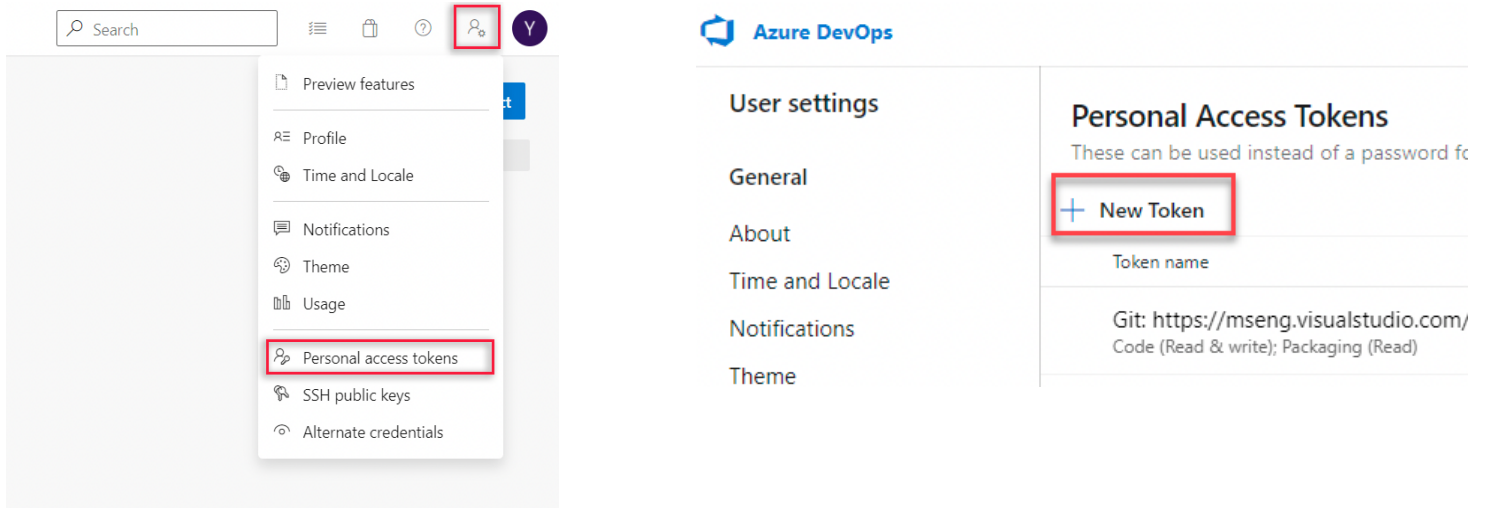 Search
Y
Preview features
Profile
Time and Locale
Notifications
Theme
Usage
Personal access tokens
SSH public keys
Alternate credentials
ct
Azure DevOps
User settings
General
About
Time and Locale
Notifications
Theme
Personal Access Tokens
These can be used instead of a password fo
+ New Token
Token name
Git: https://mseng.visualstudio.com/
Code (Read & write); Packaging (Read)